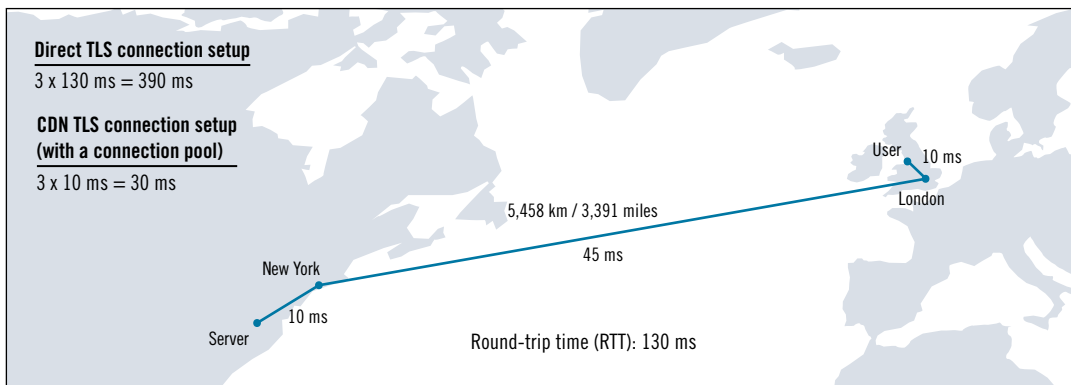 Direct TLS connection setup
3 x 130 ms = 390 ms
CDN TLS connection setup
(with a connection pool)
3 x 10 ms = 30 ms
User
10 ms
London
5,458 km / 3,391 miles
45 ms
New York
10 ms
Server
Round-trip time (RTT): 130 ms